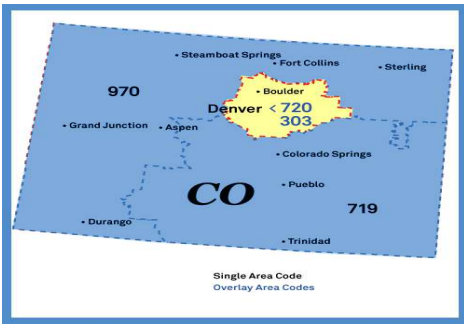 Steamboat Springs
Fort Collins
Sterling
970
Boulder
Denver < 720
303
Grand Junction
Aspen
Colorado Springs
CO
Pueblo
719
Durango
Trinidad
Single Area Code
Overlay Area Codes